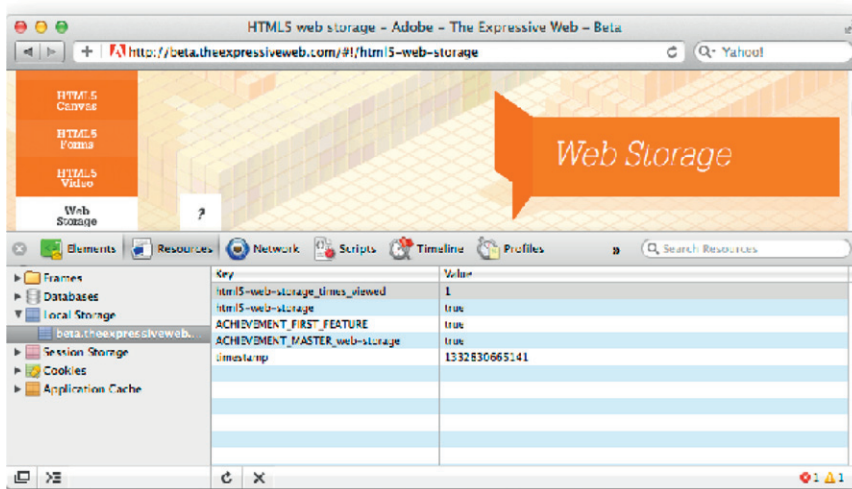 HTML5 web storage – Adobe – The Expressive Web – Beta
http://beta.theexpressiveweb.com/#!/html5-web-storage
Yahoo!
HTML5
Canvas
HTML5
Forms
HTML5
Video
Web
Storage
?
Web Storage
Elements Resources Network Scripts Timeline Profiles » Search Resources
Key Value
Frames
Databases
Local Storage
beta.theexpressiveweb...
Session Storage
Cookies
Application Cache
html5-web-storage_times_viewed 1
html5-web-storage true
ACHIEVEMENT_FIRST_FEATURE true
ACHIEVEMENT_MASTER_web-storage true
timestamp 1332830665141
1 1